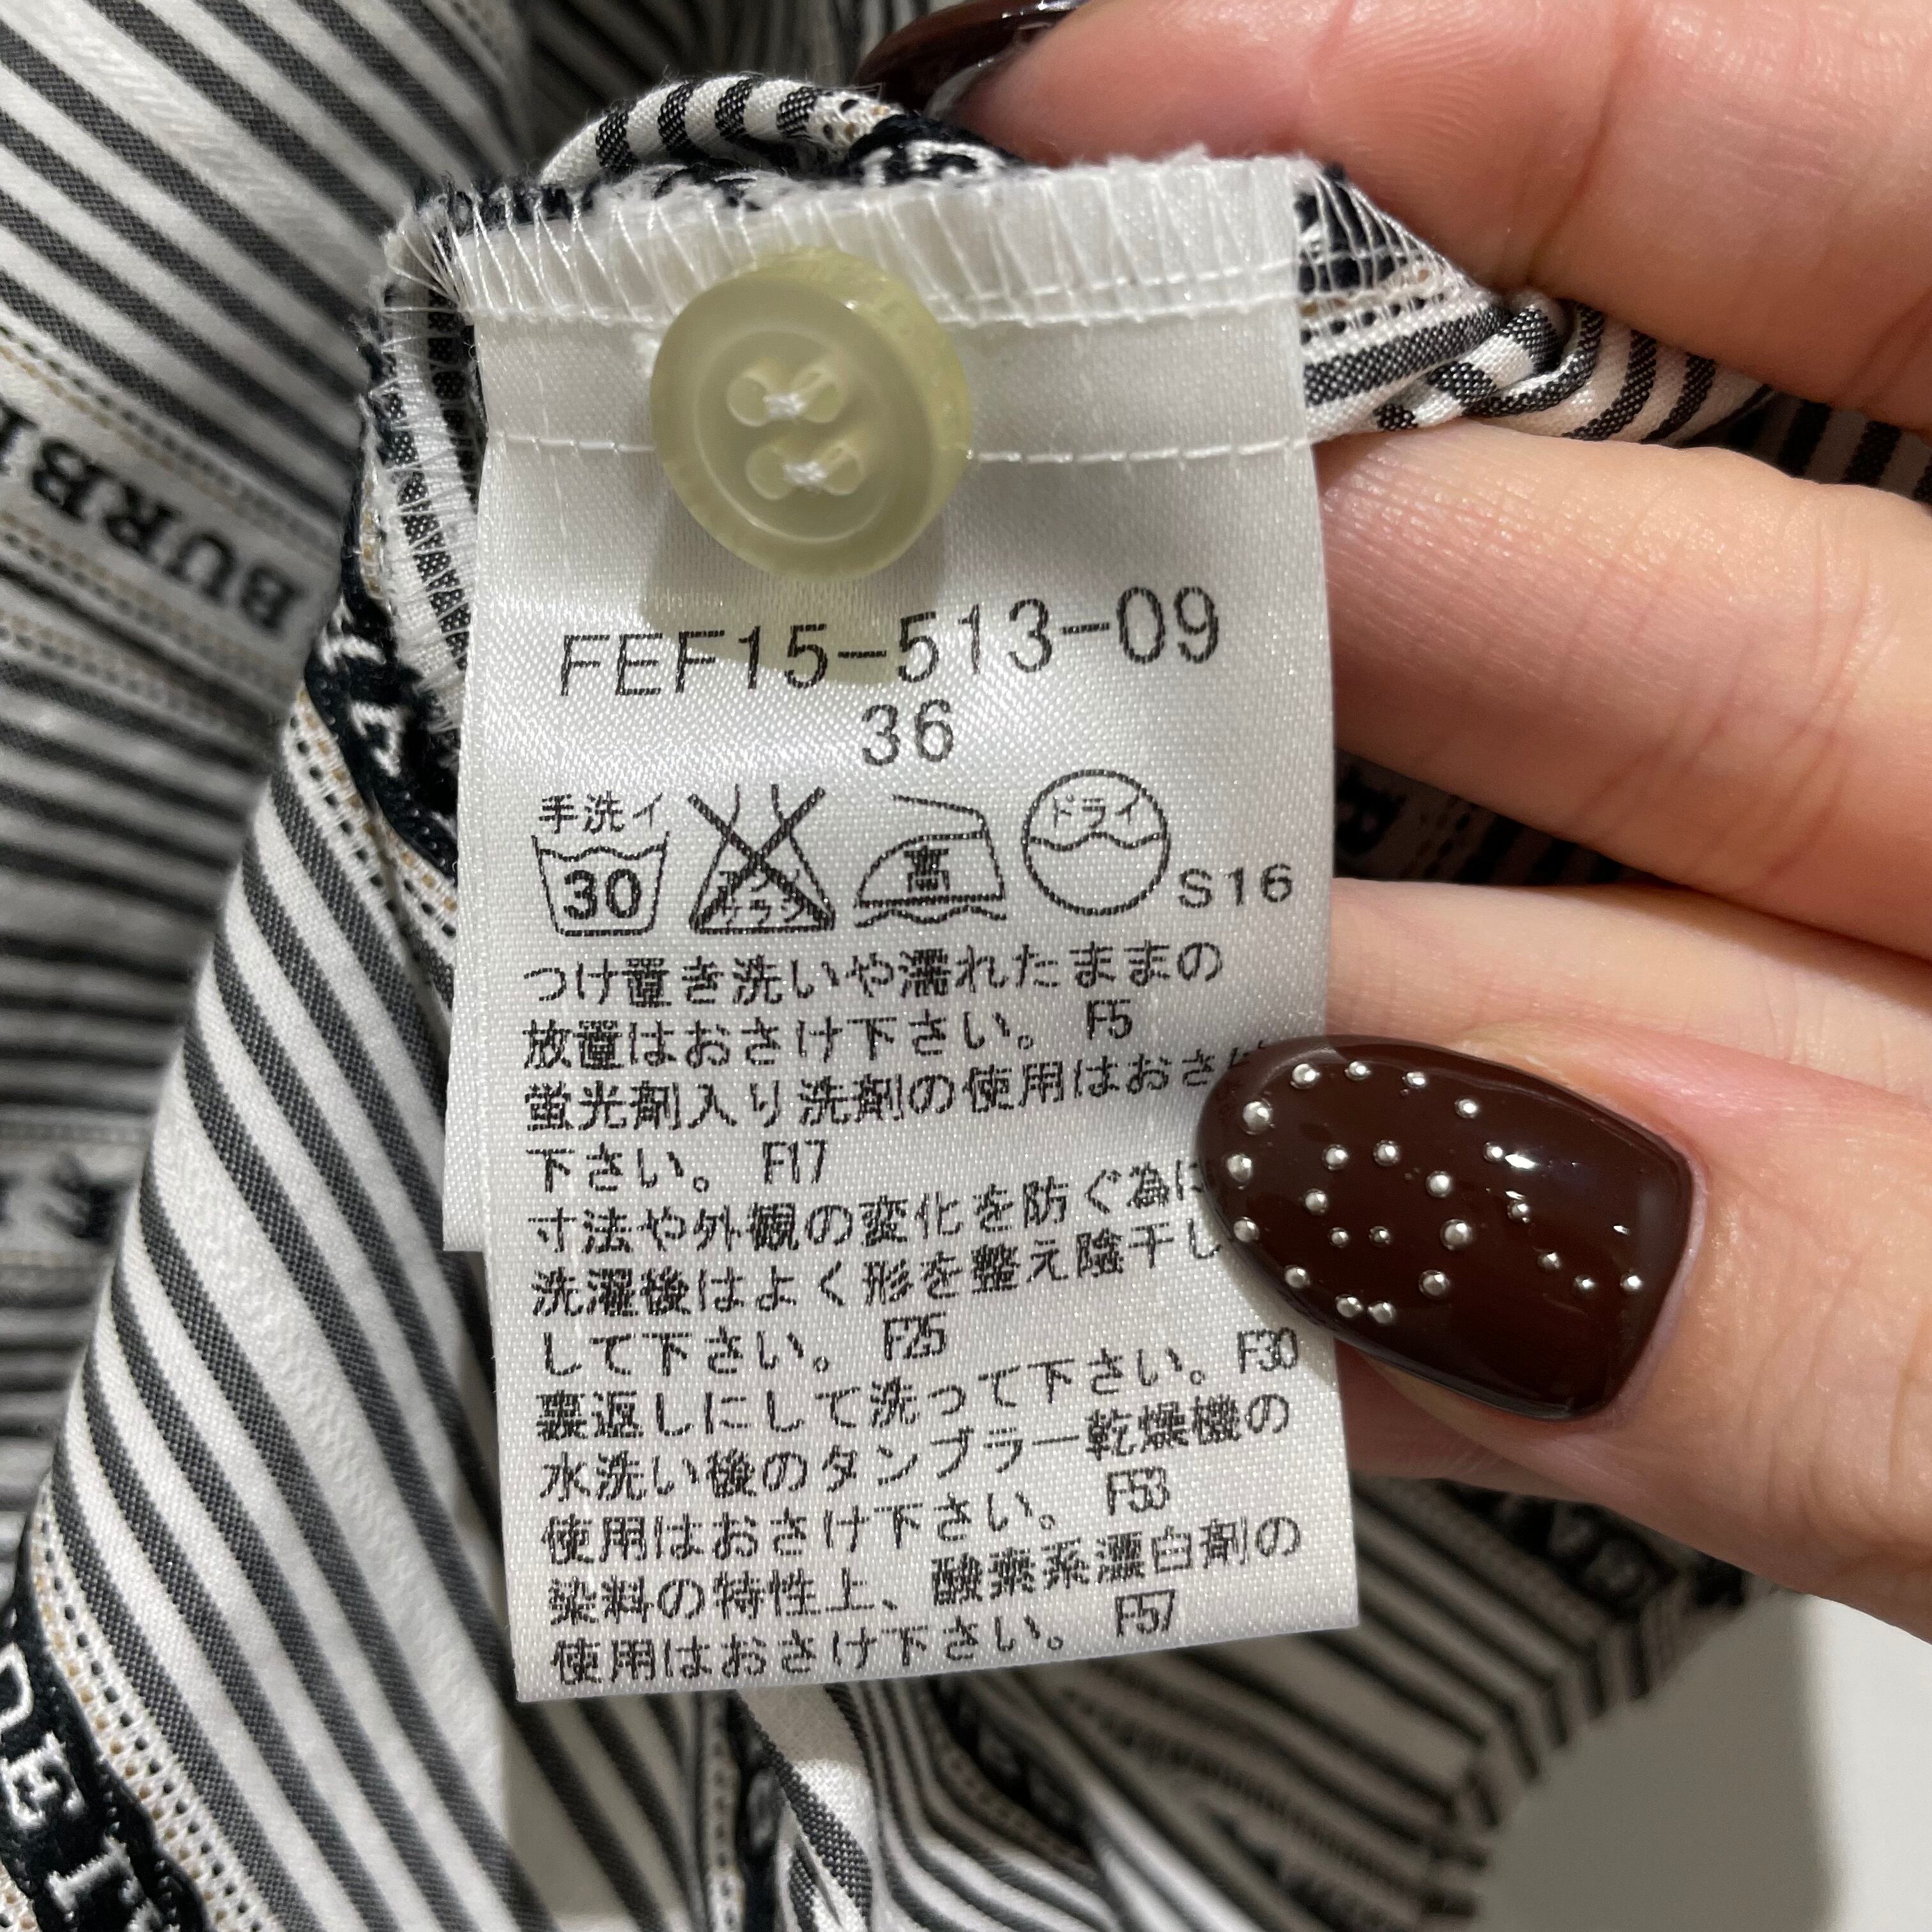 FEF15-513-09
36
手洗イ
30
エンソ
サラシ
高
ドライ
S16
つけ置き洗いや濡れたままの
放置はおさけ下さい。 F5
蛍光剤入り洗剤の使用はおさけ
下さい。 F17
寸法や外観の変化を防ぐ為に
洗濯後はよく形を整え陰干し
して下さい。 F25
裏返しにして洗って下さい。 F30
水洗い後のタンブラー乾燥機の
使用はおさけ下さい。 F53
染料の特性上、酸素系漂白剤の
使用はおさけ下さい。 F57